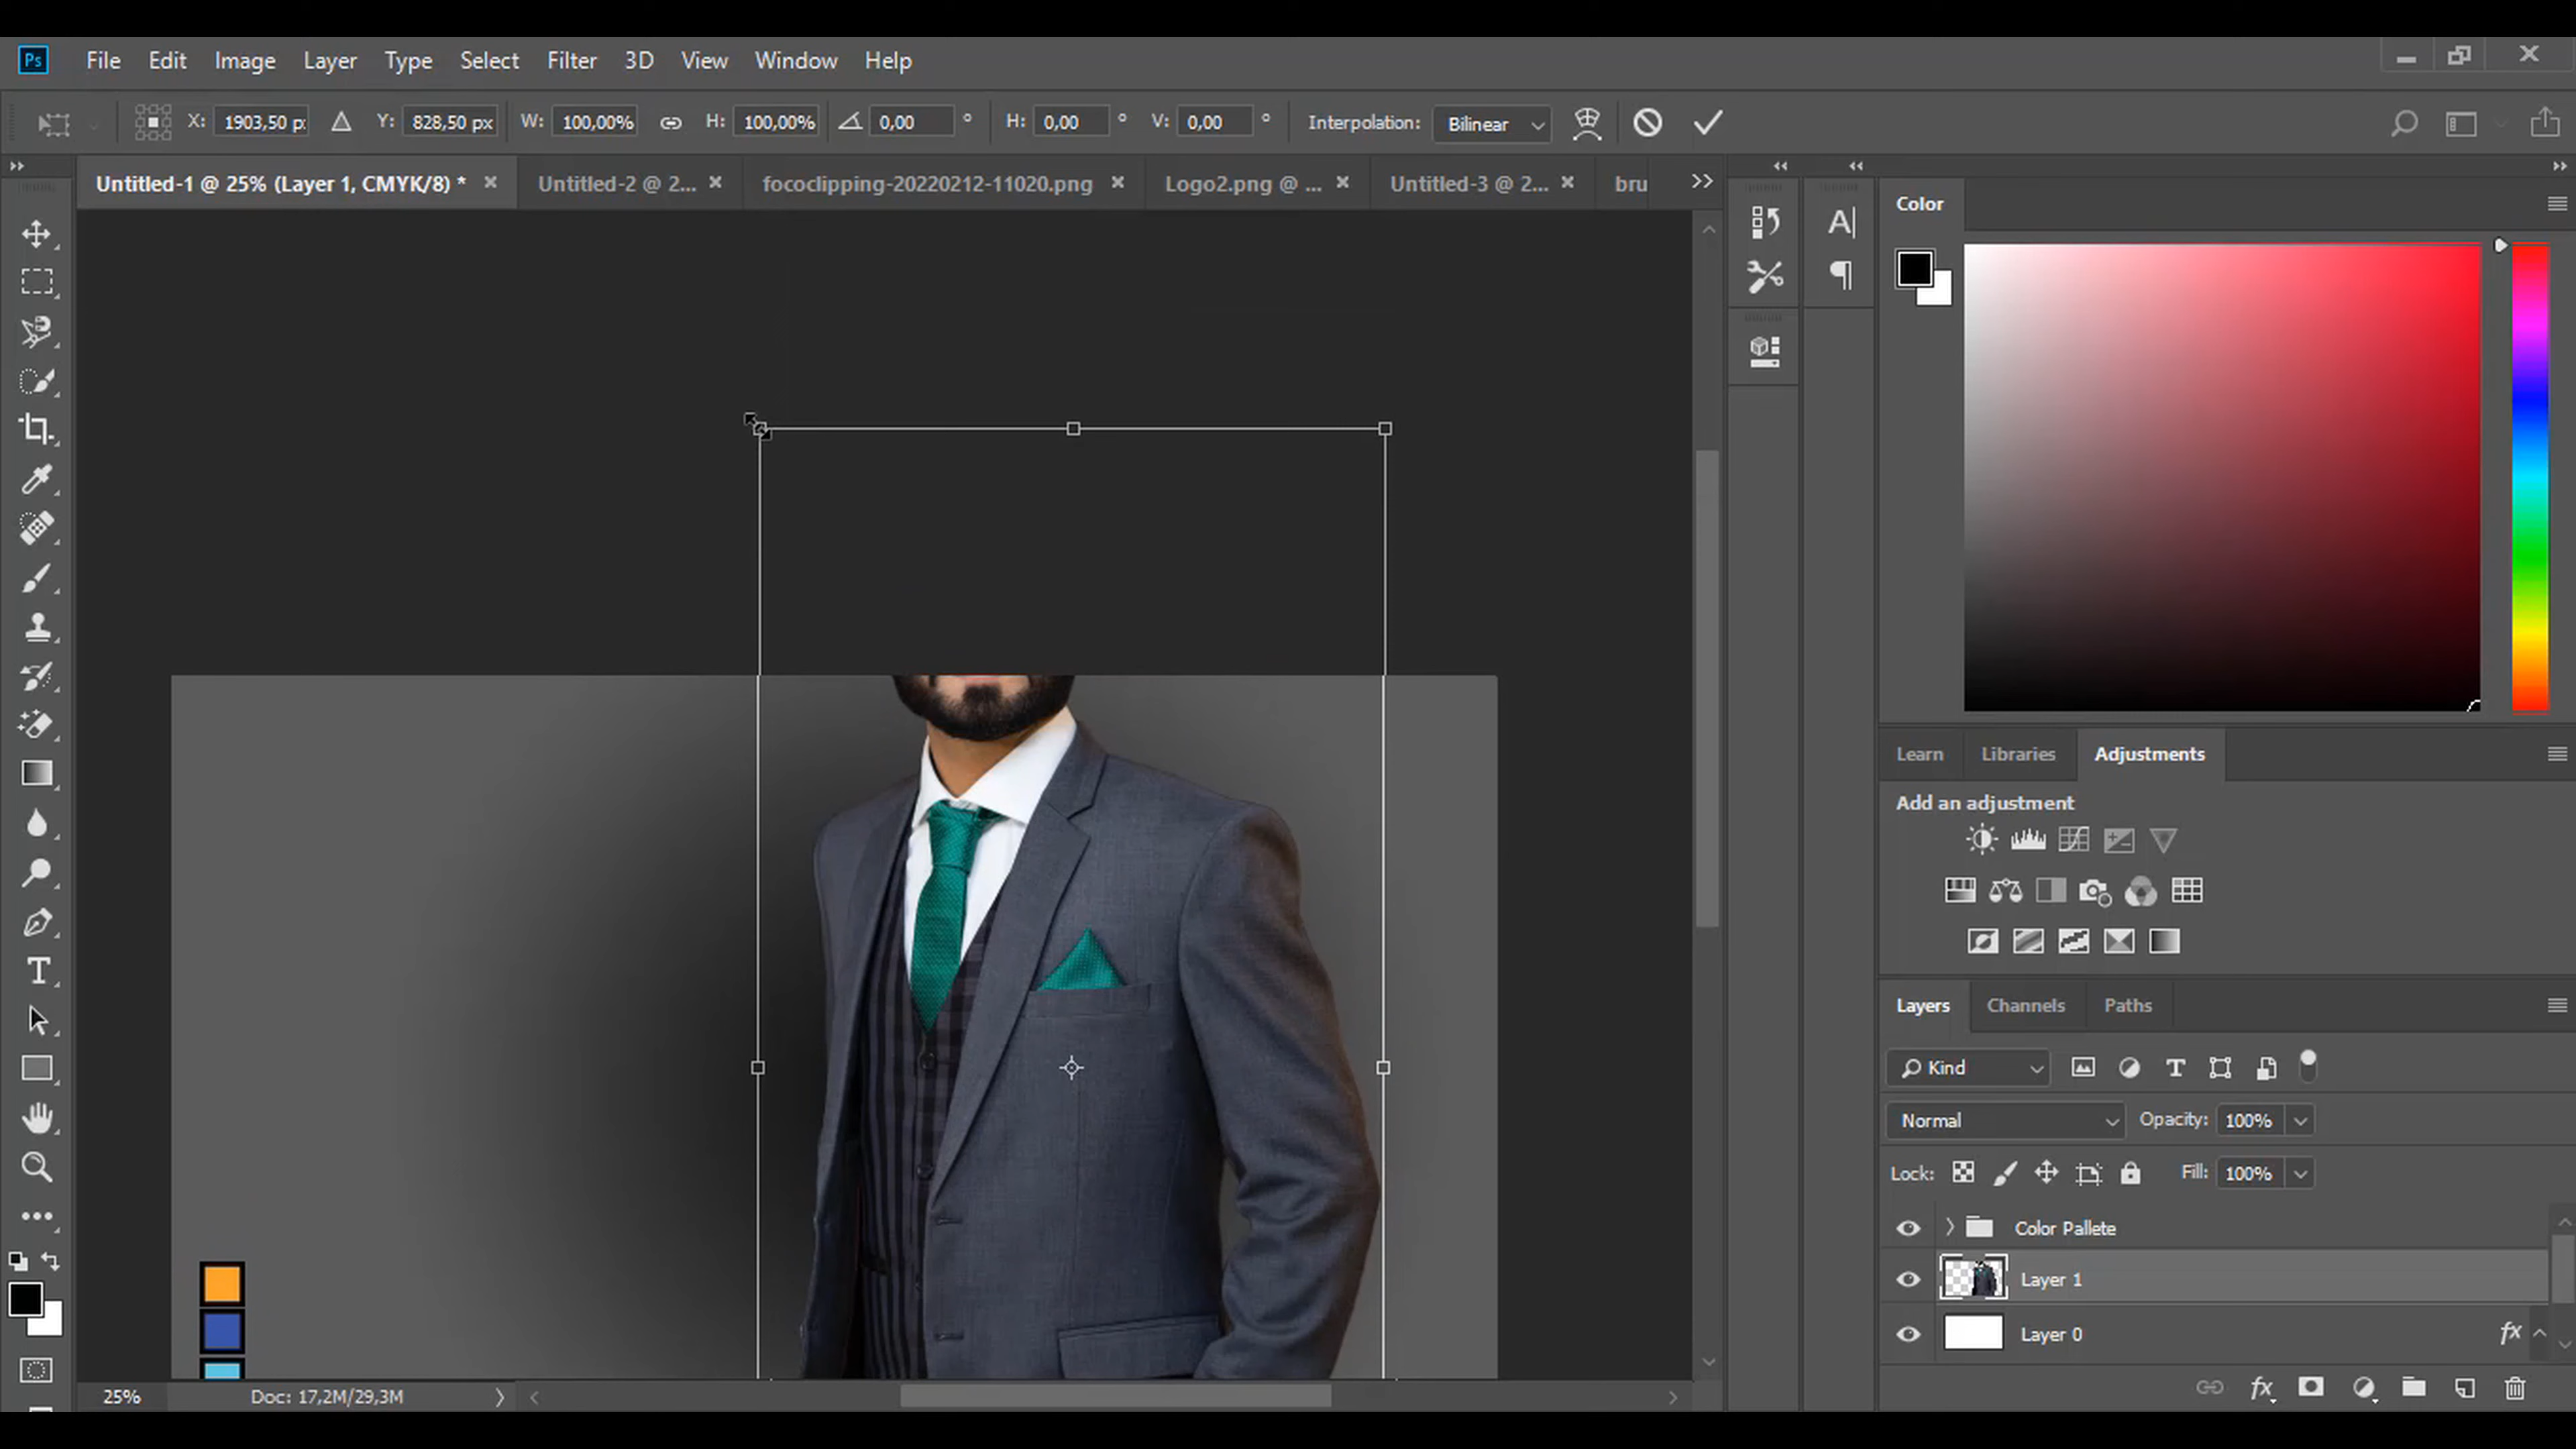 Ps File Edit Image Layer Type Select Filter 3D View Window Help
X: 1903,50 p Y: 828,50 px W: 100,00% H: 100,00% 0,00 ° H: 0,00 ° V: 0,00 ° Interpolation: Bilinear
Untitled-1 @ 25% (Layer 1, CMYK/8) * Untitled-2 @ 2... fococlipping-20220212-11020.png Logo2.png @ ... Untitled-3 @ 2... bru
Color
Learn Libraries Adjustments
Add an adjustment
Layers Channels Paths
Kind
Normal Opacity: 100%
Lock: Fill: 100%
Color Pallete
Layer 1
Layer 0 fx
25% Doc: 17,2M/29,3M
fx